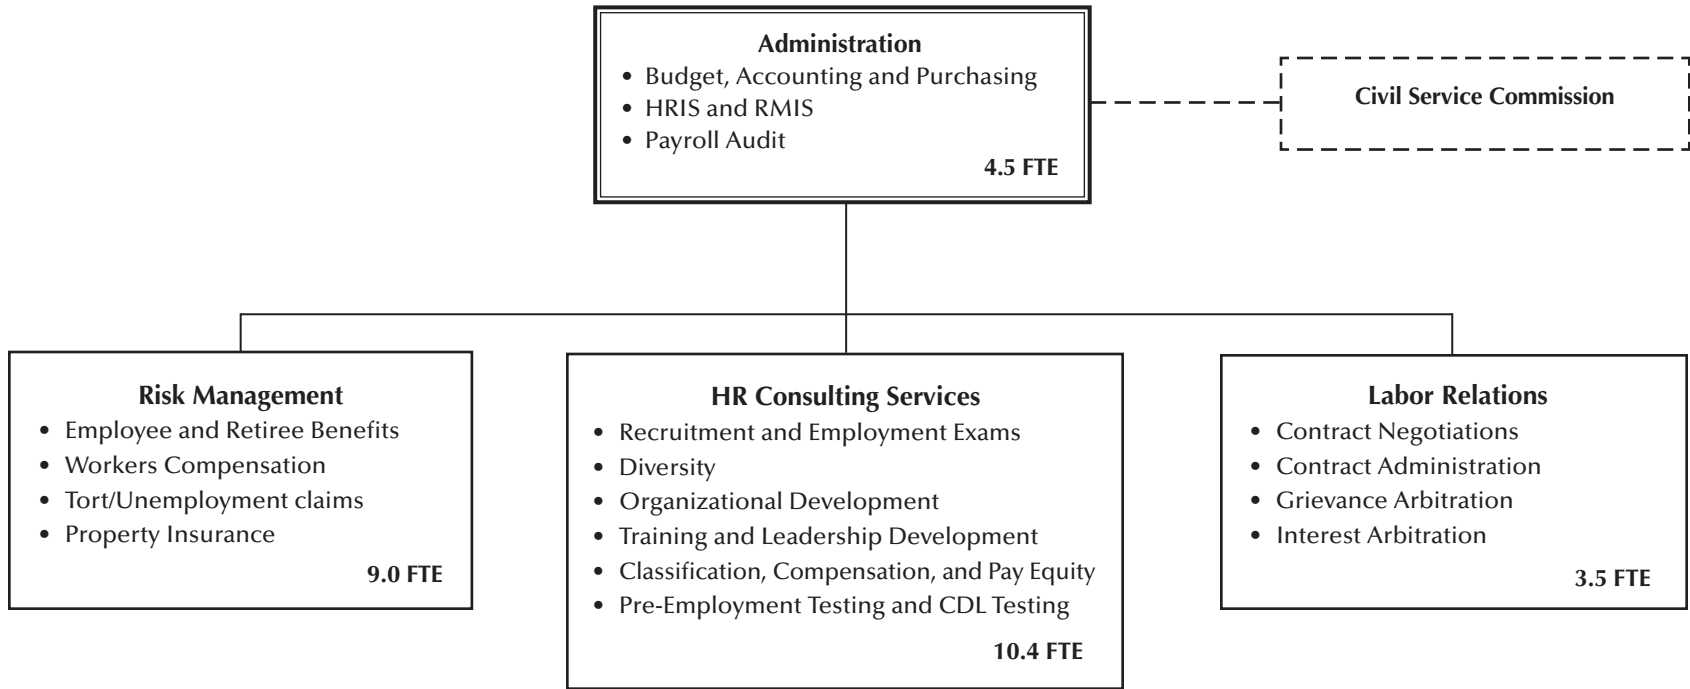 Administration
• Budget, Accounting and Purchasing
• HRIS and RMIS
• Payroll Audit
4.5 FTE
Civil Service Commission
Risk Management
• Employee and Retiree Benefits
• Workers Compensation
• Tort/Unemployment claims
• Property Insurance
9.0 FTE
HR Consulting Services
• Recruitment and Employment Exams
• Diversity
• Organizational Development
• Training and Leadership Development
• Classification, Compensation, and Pay Equity
• Pre-Employment Testing and CDL Testing
10.4 FTE
Labor Relations
• Contract Negotiations
• Contract Administration
• Grievance Arbitration
• Interest Arbitration
3.5 FTE